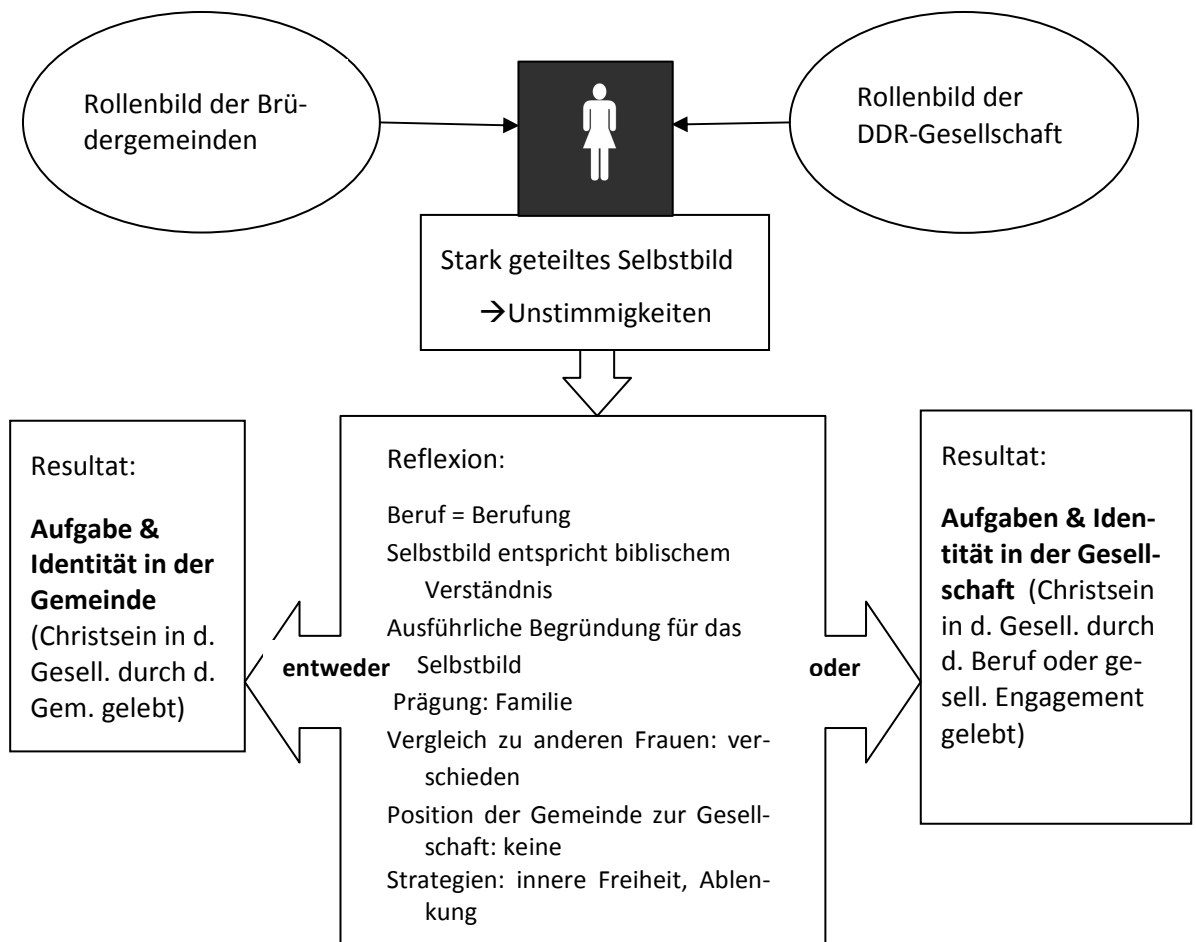 Rollenbild der Brü-
dergemeinden
Rollenbild der
DDR-Gesellschaft
Stark geteiltes Selbstbild
→Unstimmigkeiten
Resultat:
Aufgabe &
Identität in der
Gemeinde
(Christsein in d.
Gesell. durch d.
Gem. gelebt)
entweder
Reflexion:
Beruf = Berufung
Selbstbild entspricht biblischem
Verständnis
Ausführliche Begründung für das
Selbstbild
Prägung: Familie
Vergleich zu anderen Frauen: ver-
schieden
Position der Gemeinde zur Gesell-
schaft: keine
Strategien: innere Freiheit, Ablen-
kung
oder
Resultat:
Aufgaben & Iden-
tität in der Gesell-
schaft (Christsein
in d. Gesell. durch
d. Beruf oder ge-
sell. Engagement
gelebt)